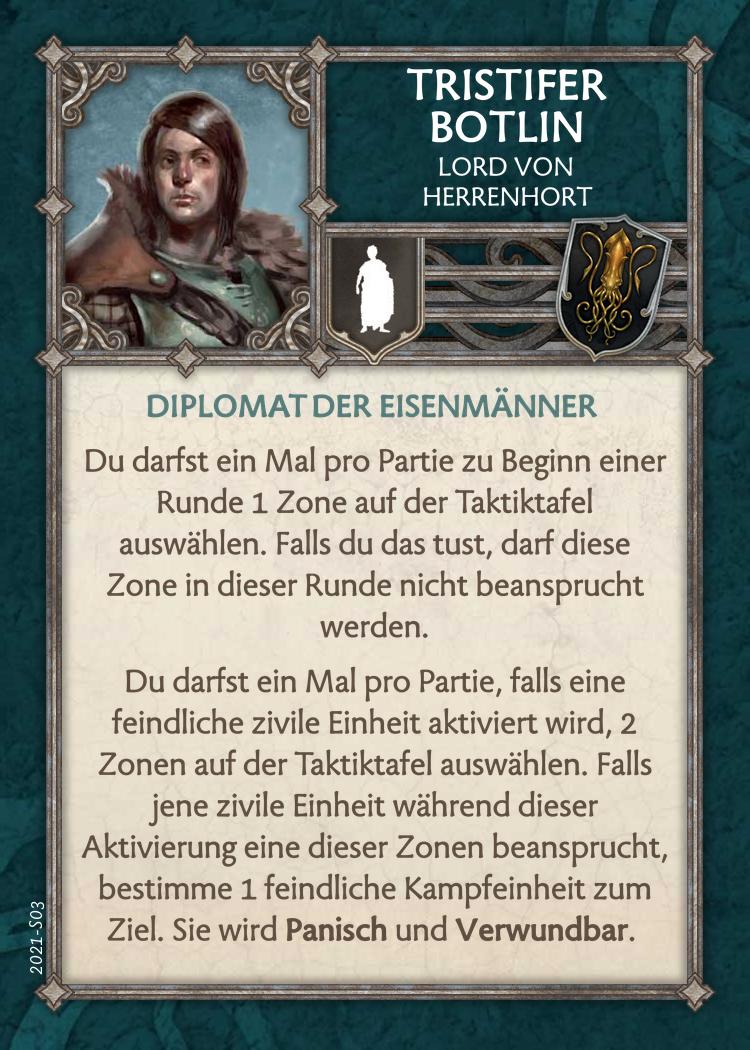 TRISTIFER
BOTLIN
LORD VON
HERRENHORT
DIPLOMAT DER EISENMÄNNER
Du darfst ein Mal pro Partie zu Beginn einer
Runde 1 Zone auf der Taktiktafel
auswählen. Falls du das tust, darf diese
Zone in dieser Runde nicht beansprucht
werden.
Du darfst ein Mal pro Partie, falls eine
feindliche zivile Einheit aktiviert wird, 2
Zonen auf der Taktiktafel auswählen. Falls
jene zivile Einheit während dieser
Aktivierung eine dieser Zonen beansprucht,
bestimme 1 feindliche Kampfeinheit zum
Ziel. Sie wird Panisch und Verwundbar.
2021-S03